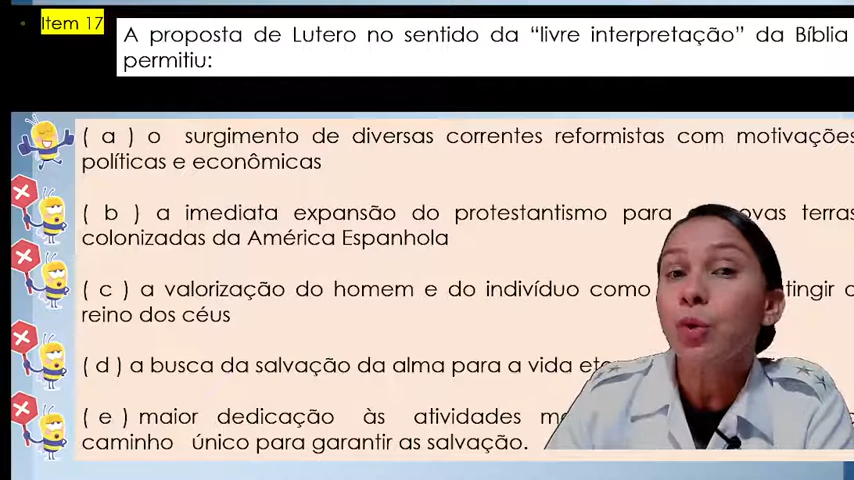 Item 17
A proposta de Lutero no sentido da “livre interpretação” da Bíblia
permitiu:
( a ) o surgimento de diversas correntes reformistas com motivações
políticas e econômicas
( b ) a imediata expansão do protestantismo para terras
colonizadas da América Espanhola
( c ) a valorização do homem e do indivíduo como
reino dos céus
( d ) a busca da salvação da alma para a vida
( e ) maior dedicação às atividades
caminho único para garantir as salvação.